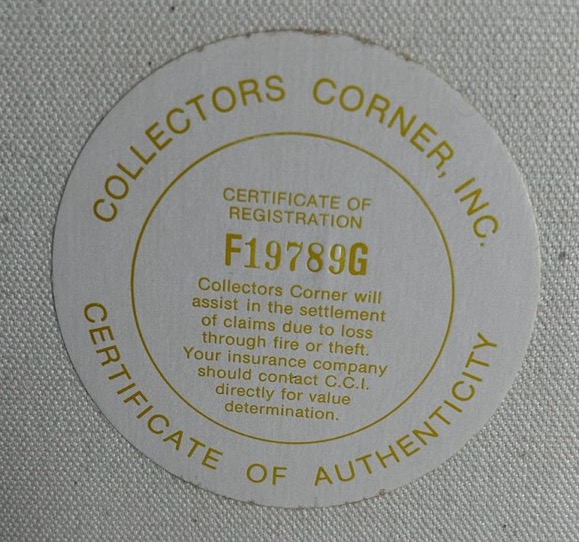 COLLECTORS CORNER, INC.
CERTIFICATE OF
REGISTRATION
F19789G
Collectors Corner will
assist in the settlement
of claims due to loss
through fire or theft.
Your insurance company
should contact C.C.I.
directly for value
determination.
CERTIFICATE OF AUTHENTICITY